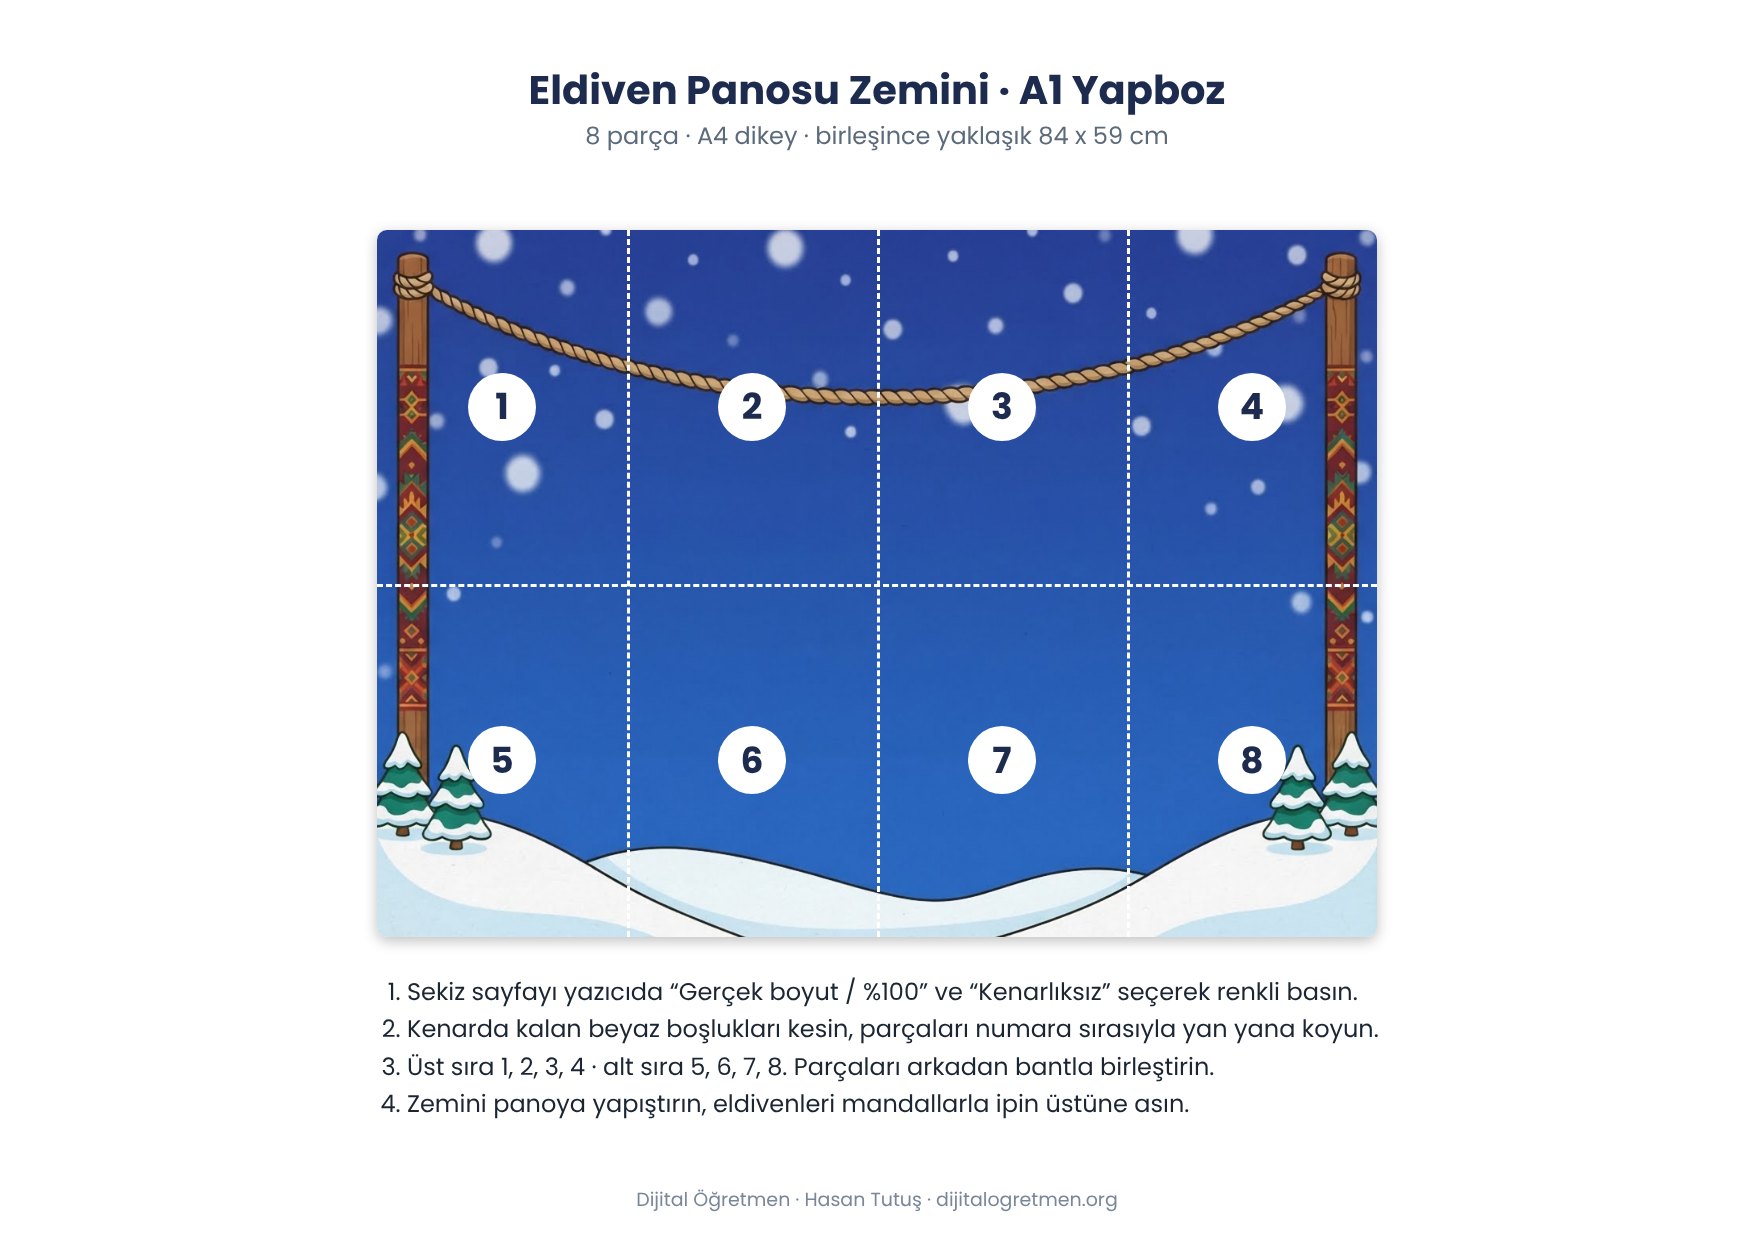 Eldiven Panosu Zemini · A1 Yapboz
8 parça · A4 dikey · birleşince yaklaşık 84 x 59 cm
1
2
3
4
5
6
7
8
1. Sekiz sayfayı yazıcıda “Gerçek boyut / %100” ve “Kenarlıksız” seçerek renkli basın.
2. Kenarda kalan beyaz boşlukları kesin, parçaları numara sırasıyla yan yana koyun.
3. Üst sıra 1, 2, 3, 4 · alt sıra 5, 6, 7, 8. Parçaları arkadan bantla birleştirin.
4. Zemini panoya yapıştırın, eldivenleri mandallarla ipin üstüne asın.
Dijital Öğretmen · Hasan Tutuş · dijitalogretmen.org